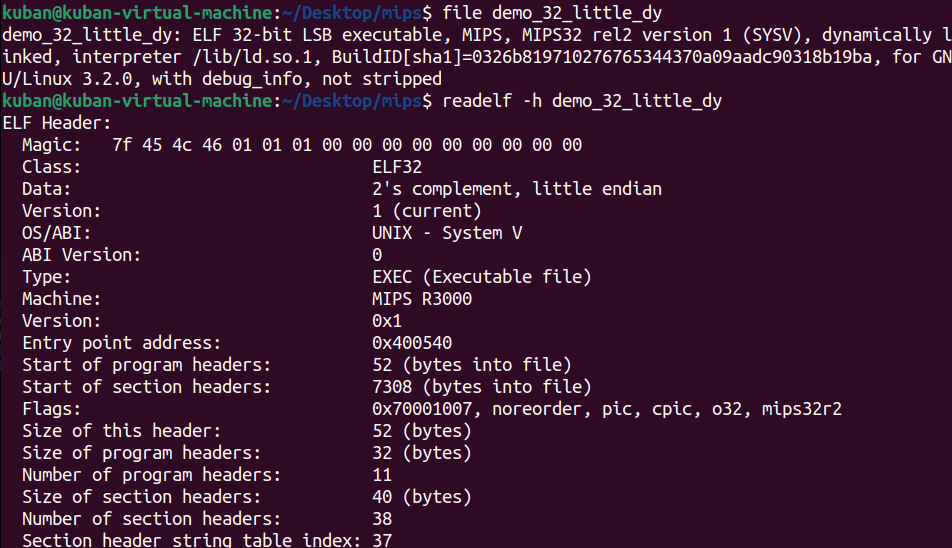 kuban@kuban-virtual-machine:~/Desktop/mips$ file demo_32_little_dy
demo_32_little_dy: ELF 32-bit LSB executable, MIPS, MIPS32 rel2 version 1 (SYSV), dynamically l
inked, interpreter /lib/ld.so.1, BuildID[sha1]=0326b819710276765344370a09aadc90318b19ba, for GN
U/Linux 3.2.0, with debug_info, not stripped
kuban@kuban-virtual-machine:~/Desktop/mips$ readelf -h demo_32_little_dy
ELF Header:
  Magic:   7f 45 4c 46 01 01 01 00 00 00 00 00 00 00 00 00
  Class:                             ELF32
  Data:                              2's complement, little endian
  Version:                           1 (current)
  OS/ABI:                            UNIX - System V
  ABI Version:                       0
  Type:                              EXEC (Executable file)
  Machine:                           MIPS R3000
  Version:                           0x1
  Entry point address:               0x400540
  Start of program headers:          52 (bytes into file)
  Start of section headers:          7308 (bytes into file)
  Flags:                             0x70001007, noreorder, pic, cpic, o32, mips32r2
  Size of this header:               52 (bytes)
  Size of program headers:           32 (bytes)
  Number of program headers:         11
  Size of section headers:           40 (bytes)
  Number of section headers:         38
  Section header string table index: 37